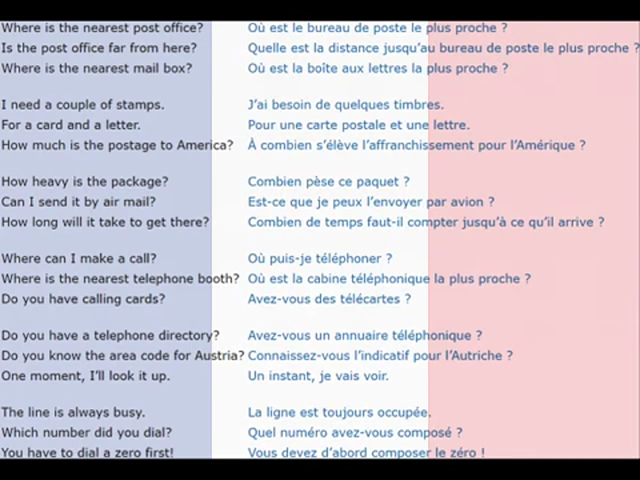 Where is the nearest post office? Où est le bureau de poste le plus proche ?
Is the post office far from here? Quelle est la distance jusqu’au bureau de poste le plus proche ?
Where is the nearest mail box? Où est la boîte aux lettres la plus proche ?
I need a couple of stamps. J’ai besoin de quelques timbres.
For a card and a letter. Pour une carte postale et une lettre.
How much is the postage to America? À combien s’élève l’affranchissement pour l’Amérique ?
How heavy is the package? Combien pèse ce paquet ?
Can I send it by air mail? Est-ce que je peux l’envoyer par avion ?
How long will it take to get there? Combien de temps faut-il compter jusqu’à ce qu’il arrive ?
Where can I make a call? Où puis-je téléphoner ?
Where is the nearest telephone booth? Où est la cabine téléphonique la plus proche ?
Do you have calling cards? Avez-vous des télécartes ?
Do you have a telephone directory? Avez-vous un annuaire téléphonique ?
Do you know the area code for Austria? Connaissez-vous l’indicatif pour l’Autriche ?
One moment, I’ll look it up. Un instant, je vais voir.
The line is always busy. La ligne est toujours occupée.
Which number did you dial? Quel numéro avez-vous composé ?
You have to dial a zero first! Vous devez d’abord composer le zéro !